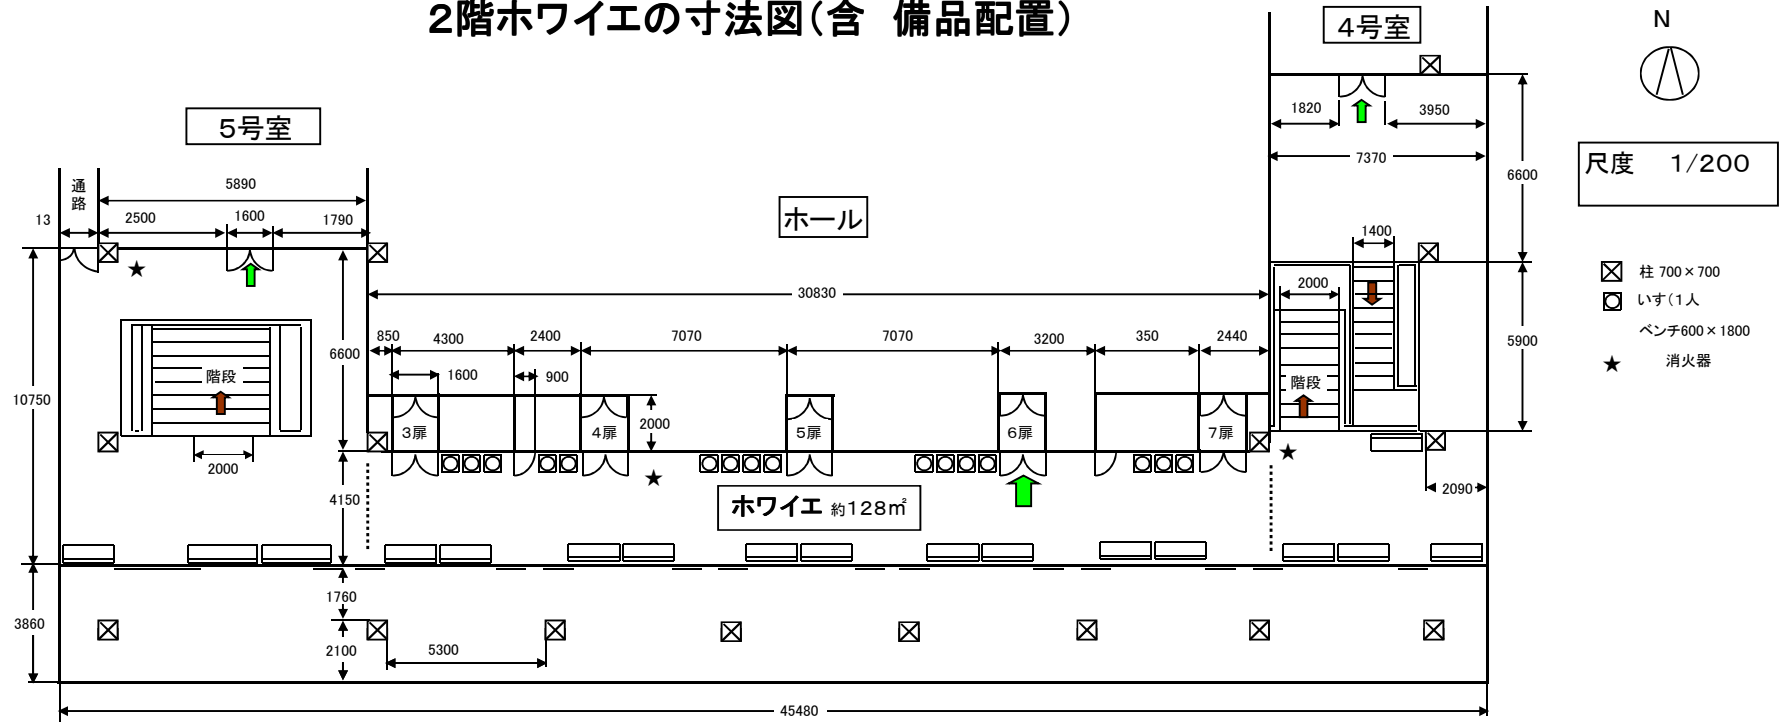 2階ホワイエの寸法図(含 備品配置)
4号室
N
5号室
1820
3950
7370
尺度 1/200
6600
通路
5890
13
2500
1600
1790
ホール
1400
30830
2000
柱 700×700
いす(1人
ベンチ600×1800
消火器
850
4300
2400
7070
7070
3200
350
2440
6600
5900
階段
1600
900
階段
10750
3扉
4扉
2000
5扉
6扉
7扉
2000
4150
ホワイエ 約128㎡
2090
1760
3860
2100
5300
45480